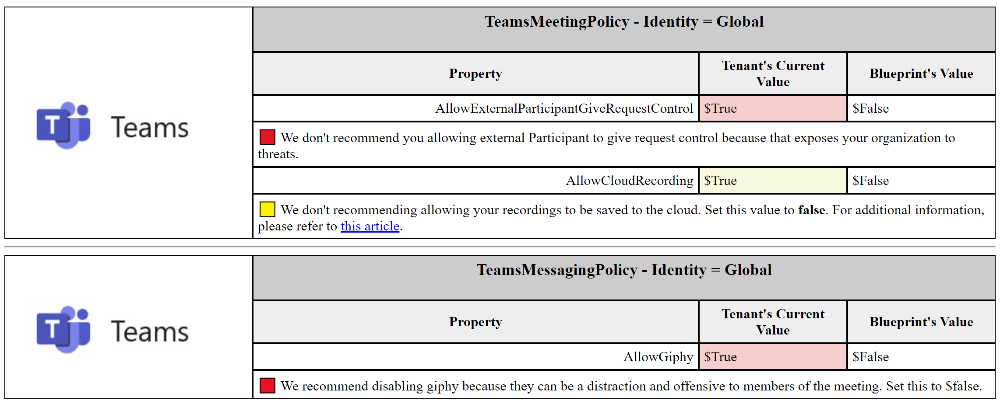 TeamsMeetingPolicy - Identity = Global
Property
Tenant's Current
Value
Blueprint's Value
T Teams
AllowExternalParticipantGiveRequestControl
$True
$False
We don't recommend you allowing external Participant to give request control because that exposes your organization to
threats.
AllowCloudRecording
$True
$False
We don't recommending allowing your recordings to be saved to the cloud. Set this value to false. For additional information,
please refer to this article.
TeamsMessagingPolicy - Identity = Global
Property
Tenant's Current
Value
Blueprint's Value
T Teams
AllowGiphy
$True
$False
We recommend disabling giphy because they can be a distraction and offensive to members of the meeting. Set this to $false.